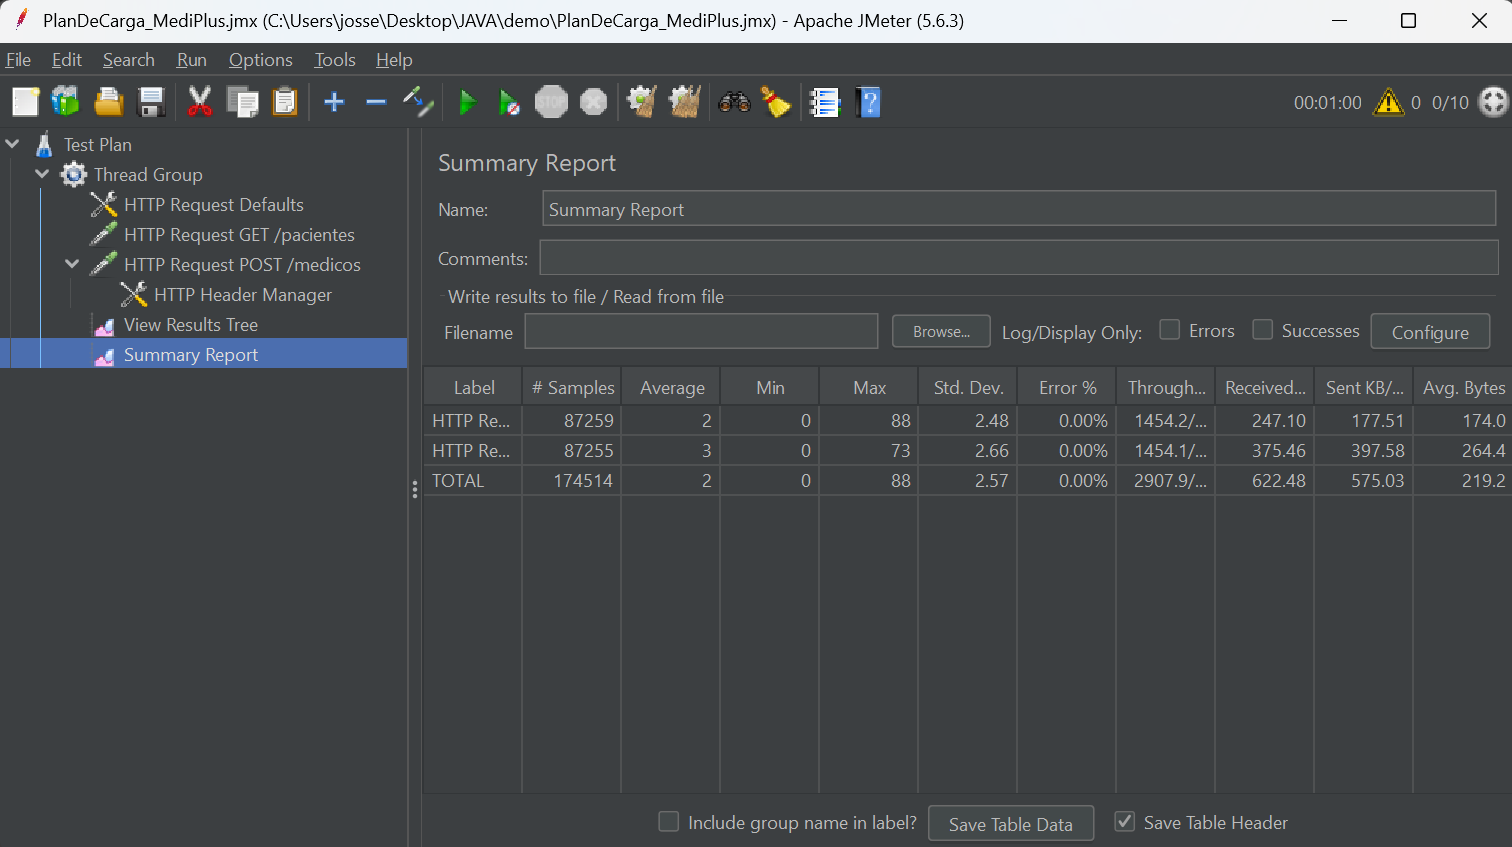 PlanDeCarga_MediPlus.jmx (C:\Users\josse\Desktop\JAVA\demo\PlanDeCarga_MediPlus.jmx) - Apache JMeter (5.6.3)
File Edit Search Run Options Tools Help
STOP 00:01:00 0 0/10
Test Plan
Thread Group
HTTP Request Defaults
HTTP Request GET /pacientes
HTTP Request POST /medicos
HTTP Header Manager
View Results Tree
Summary Report
Summary Report
Name: Summary Report
Comments:
Write results to file / Read from file
Filename Browse... Log/Display Only: Errors Successes Configure
Label # Samples Average Min Max Std. Dev. Error % Through... Received... Sent KB/... Avg. Bytes
HTTP Re... 87259 2 0 88 2.48 0.00% 1454.2/... 247.10 177.51 174.0
HTTP Re... 87255 3 0 73 2.66 0.00% 1454.1/... 375.46 397.58 264.4
TOTAL 174514 2 0 88 2.57 0.00% 2907.9/... 622.48 575.03 219.2
Include group name in label? Save Table Data Save Table Header